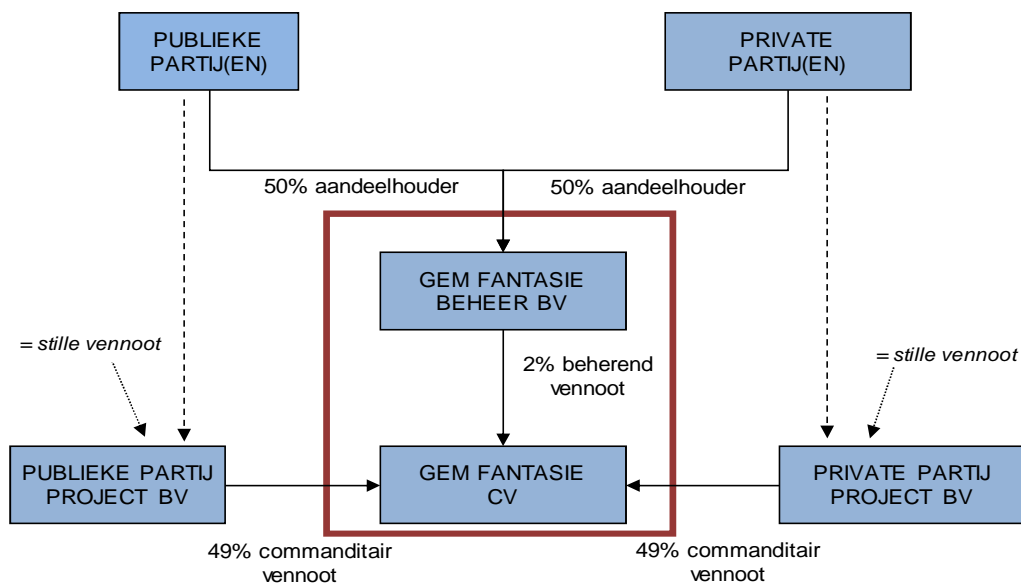 PUBLIEKE
PARTIJ(EN)
PRIVATE
PARTIJ(EN)
50% aandeelhouder
50% aandeelhouder
GEM FANTASIE
BEHEER BV
= stille vennoot
2% beherend
vennoot
= stille vennoot
PUBLIEKE PARTIJ
PROJECT BV
GEM FANTASIE
CV
PRIVATE PARTIJ
PROJECT BV
49% commanditair
vennoot
49% commanditair
vennoot